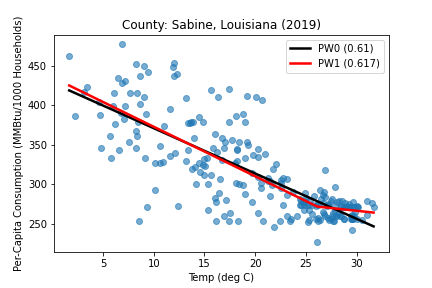 County: Sabine, Louisiana (2019)
PW0 (0.61)
PW1 (0.617)
Per-Capita Consumption (MMBtu/1000 Households)
450
400
350
300
250
5 10 15 20 25 30
Temp (deg C)